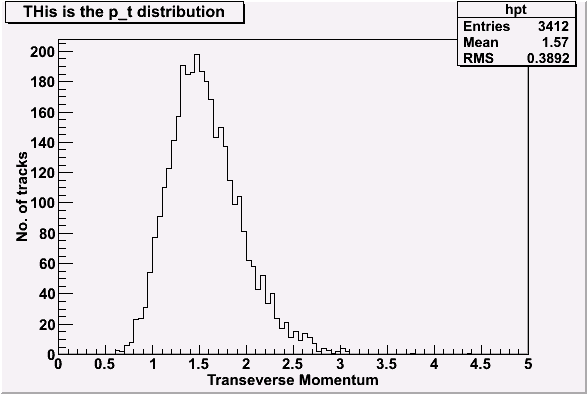 THis is the p_t distribution
hpt
Entries 3412
Mean 1.57
RMS 0.3892
No. of tracks
200
180
160
140
120
100
80
60
40
20
0
0 0.5 1 1.5 2 2.5 3 3.5 4 4.5 5
Transeverse Momentum